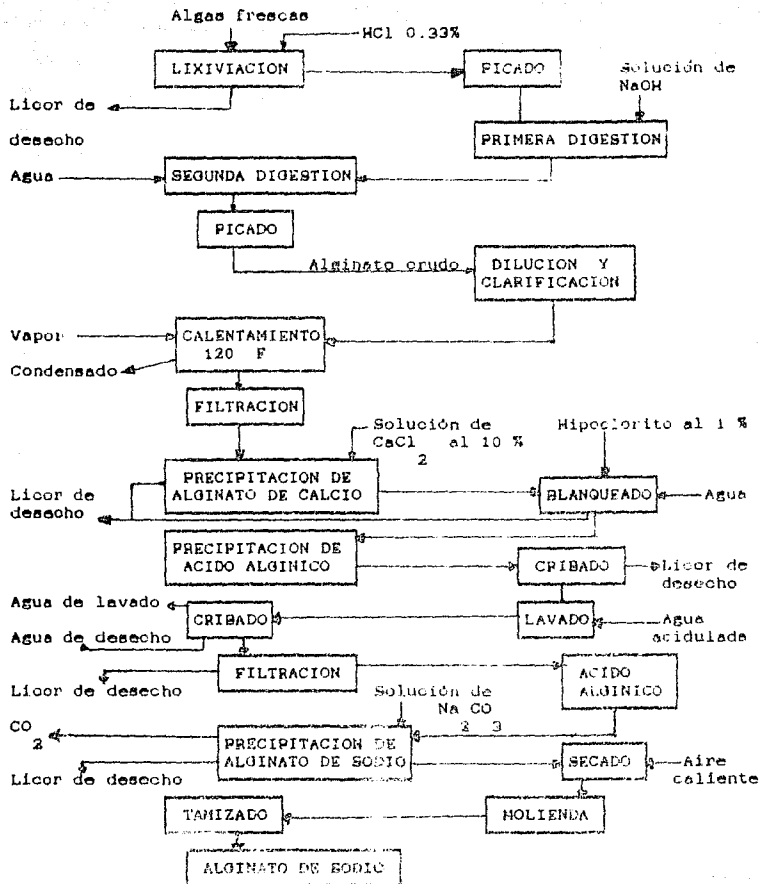 Algas frescas
HCl 0.33%
LIXIVIACION
PICADO
Solución de
NaOH
Licor de
desecho
PRIMERA DIGESTION
Agua
SEGUNDA DIGESTION
PICADO
Alginato crudo
DILUCION Y
CLARIFICACION
Vapor
CALENTAMIENTO
120 F
Condensado
FILTRACION
Solución de
CaCl al 10 %
2
Hipoclorito al 1 %
PRECIPITACION DE
ALGINATO DE CALCIO
BLANQUEADO
Agua
Licor de
desecho
PRECIPITACION DE
ACIDO ALGINICO
CRIBADO
Licor de
desecho
Agua de lavado
CRIBADO
LAVADO
Agua
acidulada
Agua de desecho
FILTRACION
ACIDO
ALGINICO
Licor de desecho
Solución de
Na CO
2 3
CO
2
PRECIPITACION DE
ALGINATO DE SODIO
SECADO
Aire
caliente
Licor de desecho
TAMIZADO
MOLIENDA
ALGINATO DE SODIO